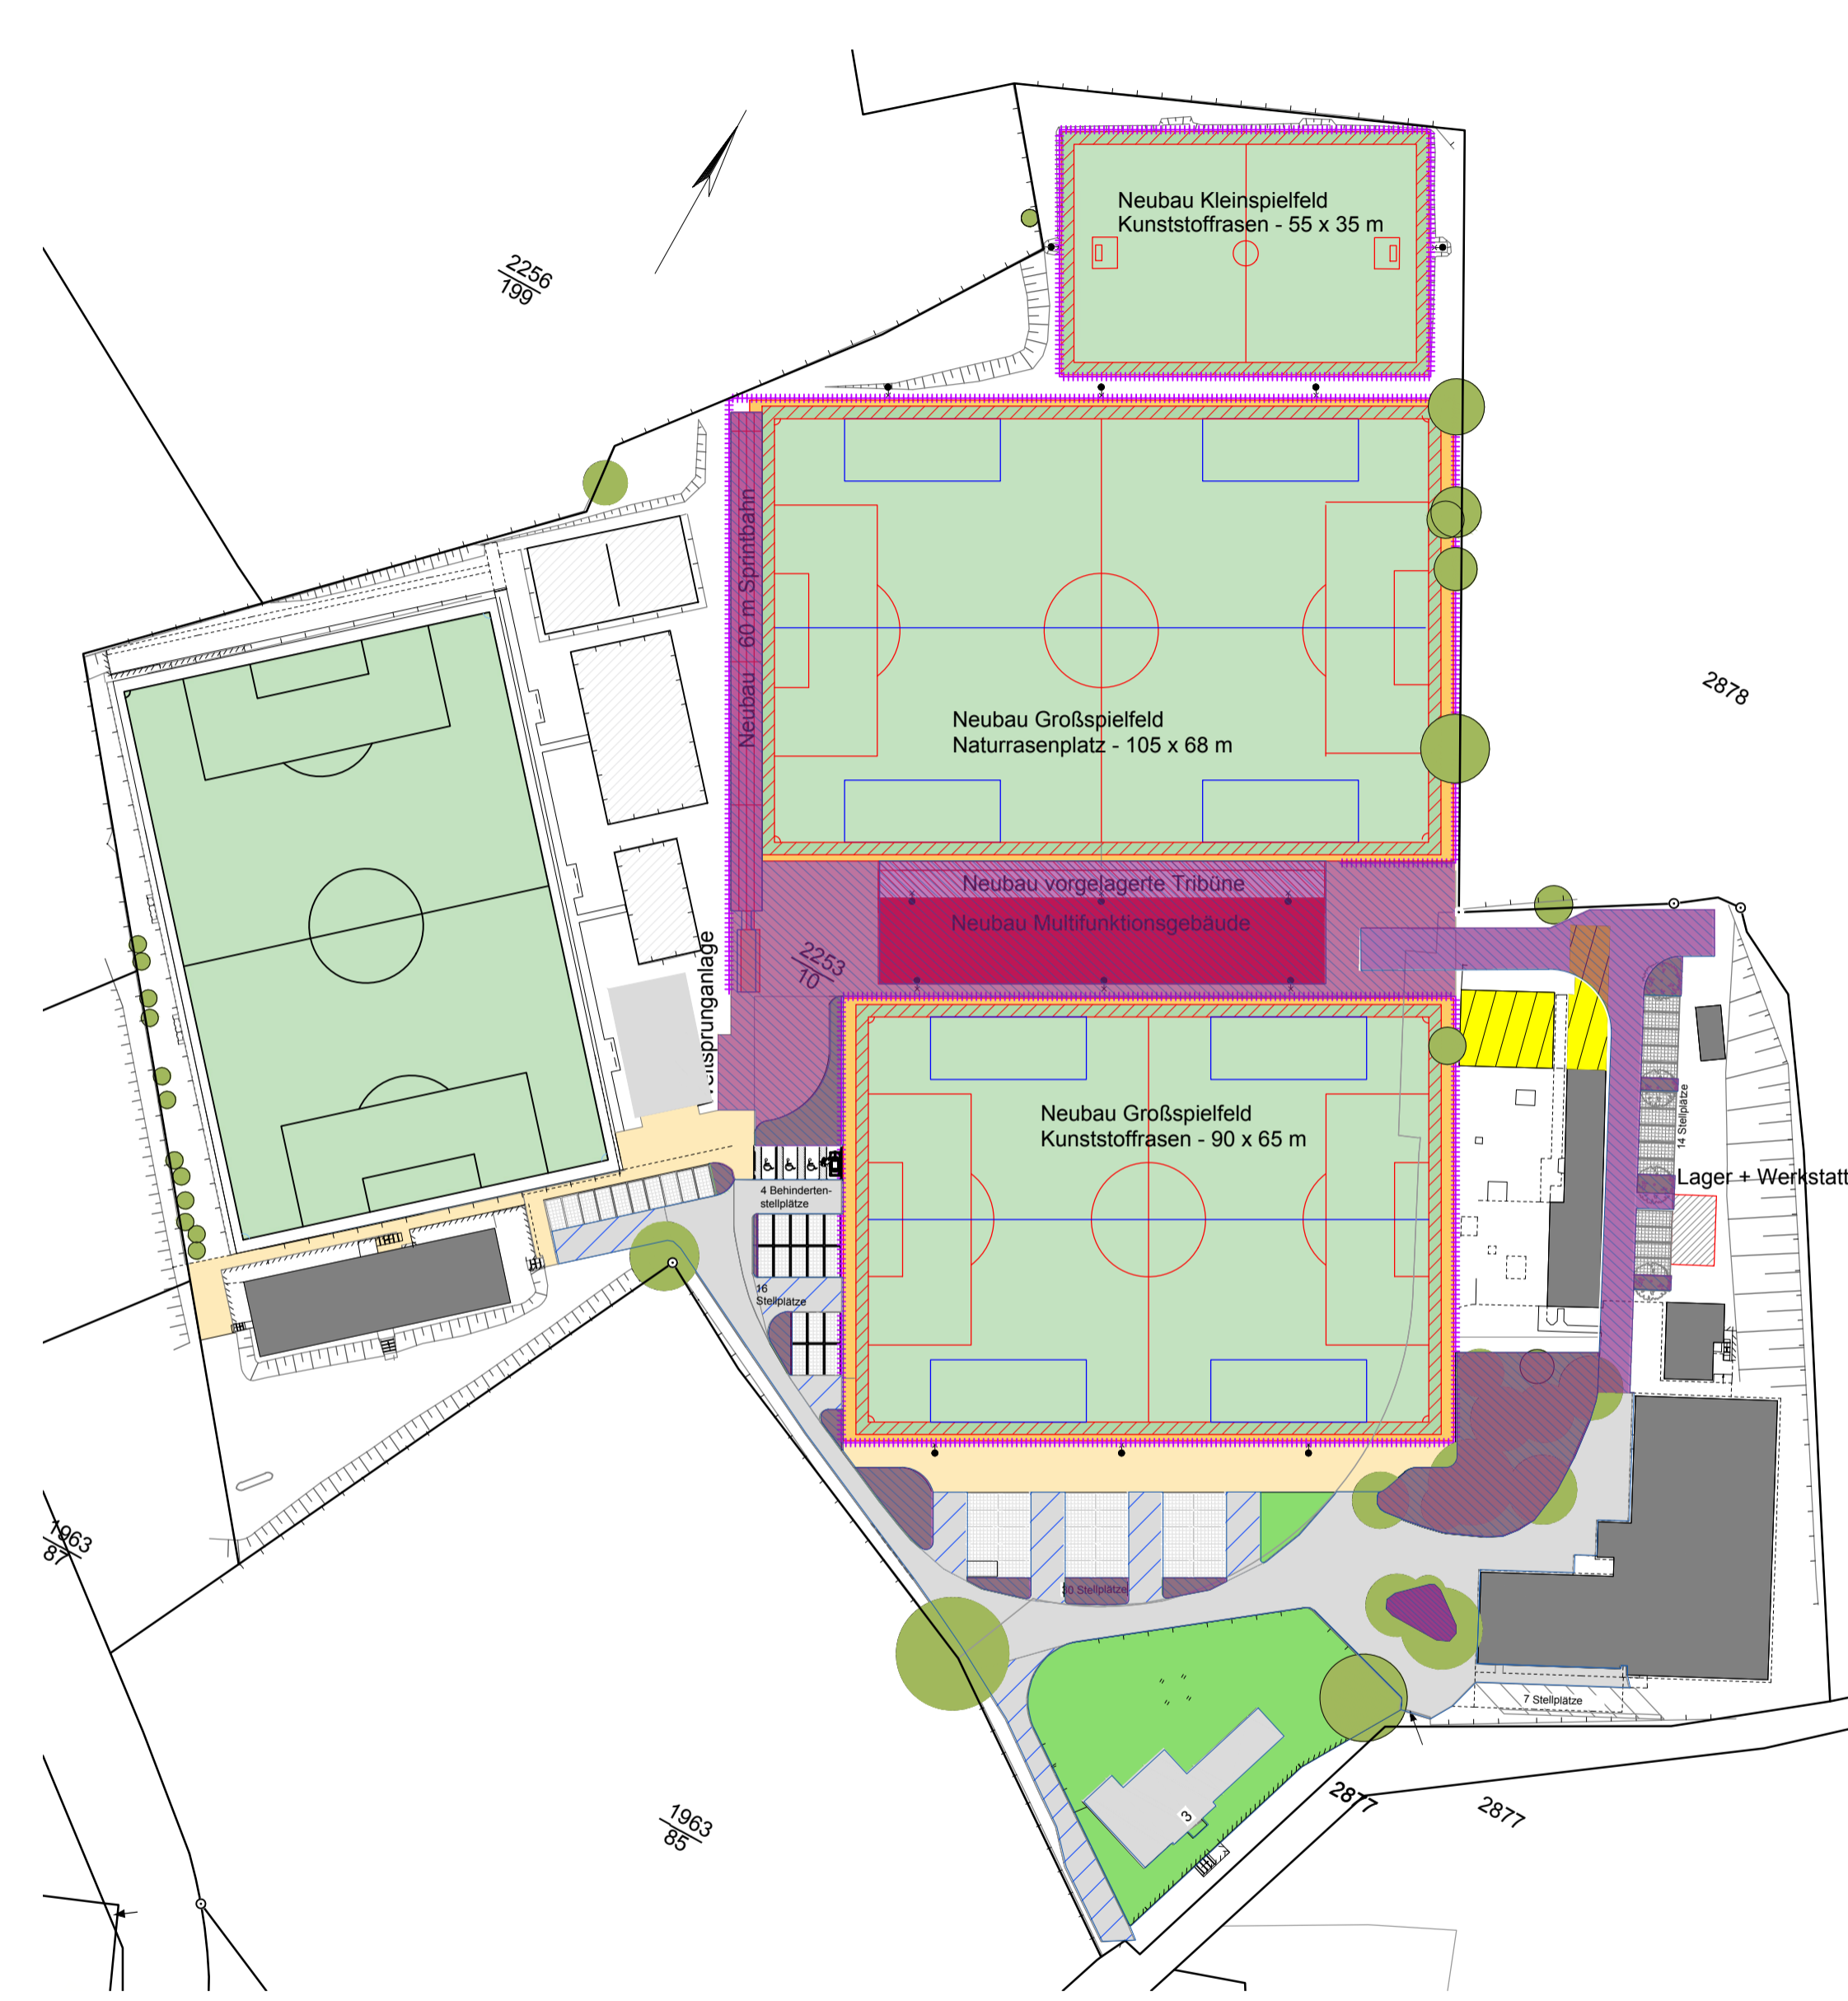 Neubau Kleinspielfeld
Kunststoffrasen - 55 x 35 m
2256
199
Neubau 60 m Sprintbahn
2878
Neubau Großspielfeld
Naturrasenplatz - 105 x 68 m
Neubau vorgelagerte Tribüne
Neubau Multifunktionsgebäude
2253
10
Neubau Großspielfeld
Kunststoffrasen - 90 x 65 m
14 Stellplätze
Lager + Werkstatt
4 Behinderten-
stellplätze
16
Stellplätze
1963
87
30 Stellplätze
7 Stellplätze
2877
2877
3
1963
85